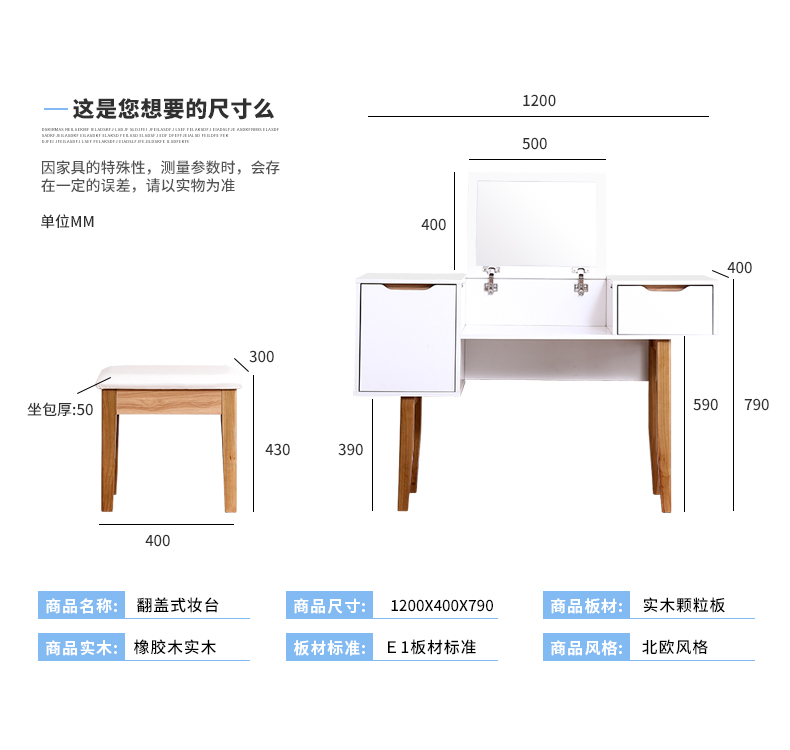 这是您想要的尺寸么
因家具的特殊性，测量参数时，会存
在一定的误差，请以实物为准
单位MM
1200
500
400
400
300
坐包厚:50
590
790
430
390
400
商品名称: 翻盖式妆台
商品尺寸: 1200X400X790
商品板材: 实木颗粒板
商品实木: 橡胶木实木
板材标准: E1板材标准
商品风格: 北欧风格